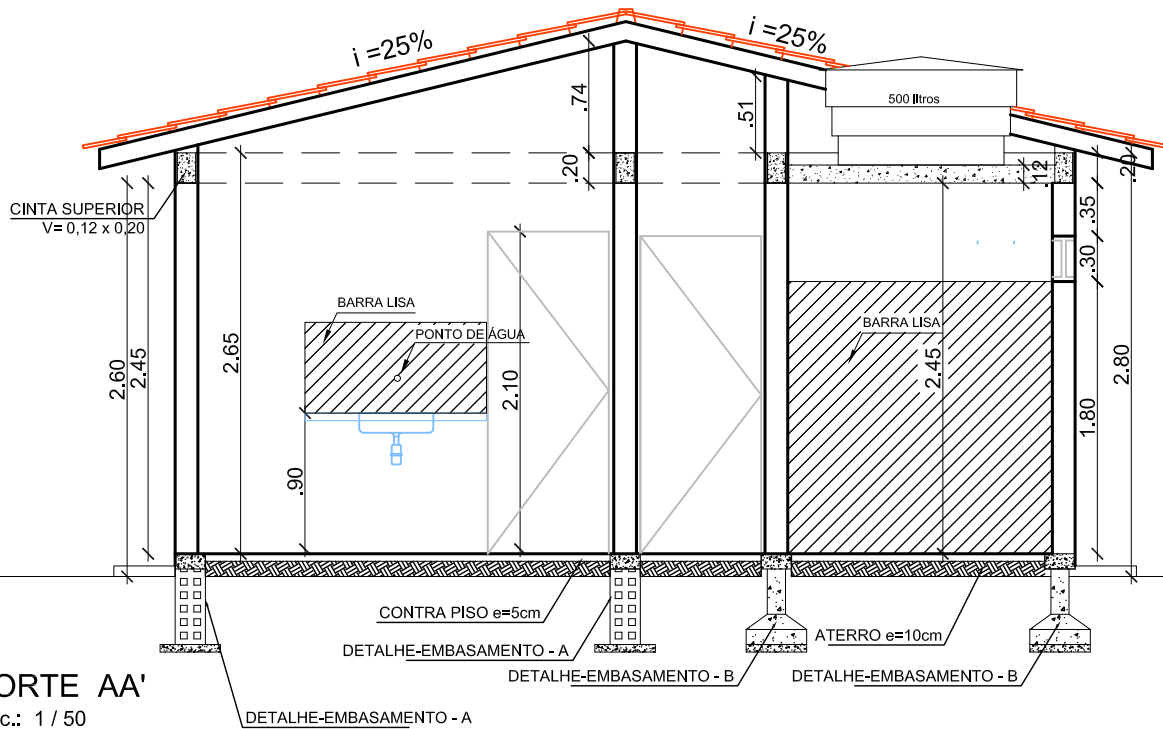 i =25%
i =25%
500 litros
.74
.51
.20
.20
.12
CINTA SUPERIOR
V= 0,12 x 0,20
.35
.30
BARRA LISA
PONTO DE ÁGUA
BARRA LISA
2.60
2.45
2.65
2.10
2.45
2.80
1.80
.90
CONTRA PISO e=5cm
ATERRO e=10cm
DETALHE-EMBASAMENTO - A
DETALHE-EMBASAMENTO - B
DETALHE-EMBASAMENTO - B
ORTE AA'
c.: 1 / 50
DETALHE-EMBASAMENTO - A